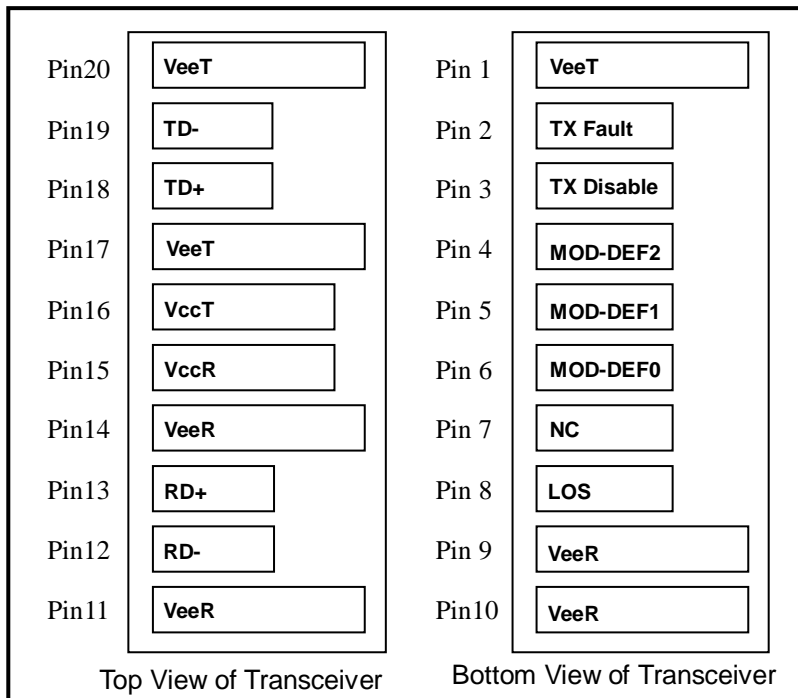 Pin20 VeeT
Pin19 TD-
Pin18 TD+
Pin17 VeeT
Pin16 VccT
Pin15 VccR
Pin14 VeeR
Pin13 RD+
Pin12 RD-
Pin11 VeeR
Top View of Transceiver
Pin 1 VeeT
Pin 2 TX Fault
Pin 3 TX Disable
Pin 4 MOD-DEF2
Pin 5 MOD-DEF1
Pin 6 MOD-DEF0
Pin 7 NC
Pin 8 LOS
Pin 9 VeeR
Pin10 VeeR
Bottom View of Transceiver